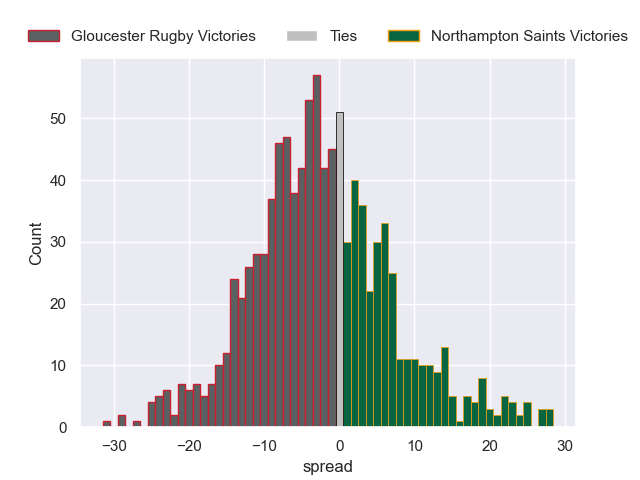 Gloucester Rugby Victories Ties Northampton Saints Victories
50
40
30
20
10
0
Count
−30 −20 −10 0 10 20 30
spread